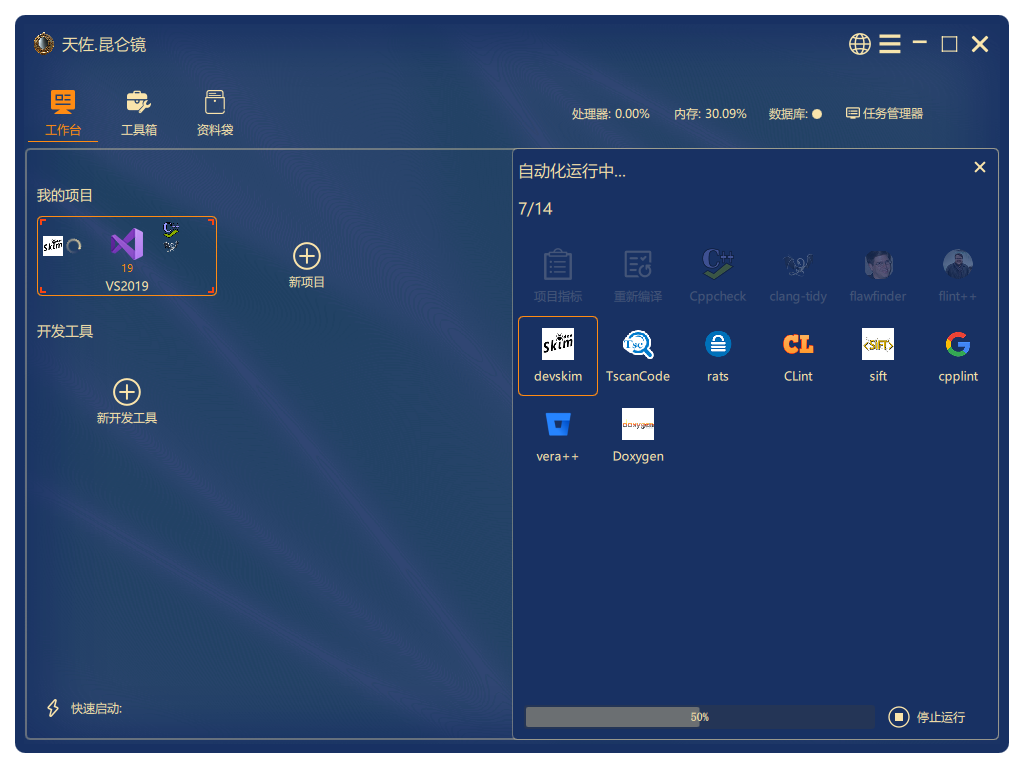 天佐.昆仑镜
工作台 工具箱 资料袋
处理器: 0.00% 内存: 30.09% 数据库: 任务管理器
我的项目
skim
19
VS2019
新项目
开发工具
新开发工具
快速启动:
自动化运行中...
7/14
项目指标 重新编译 Cppcheck clang-tidy flawfinder flint++
skim Tsc CL <SIFT>
devskim TscanCode rats CLint sift cpplint
Doxygen
vera++ Doxygen
50% 停止运行